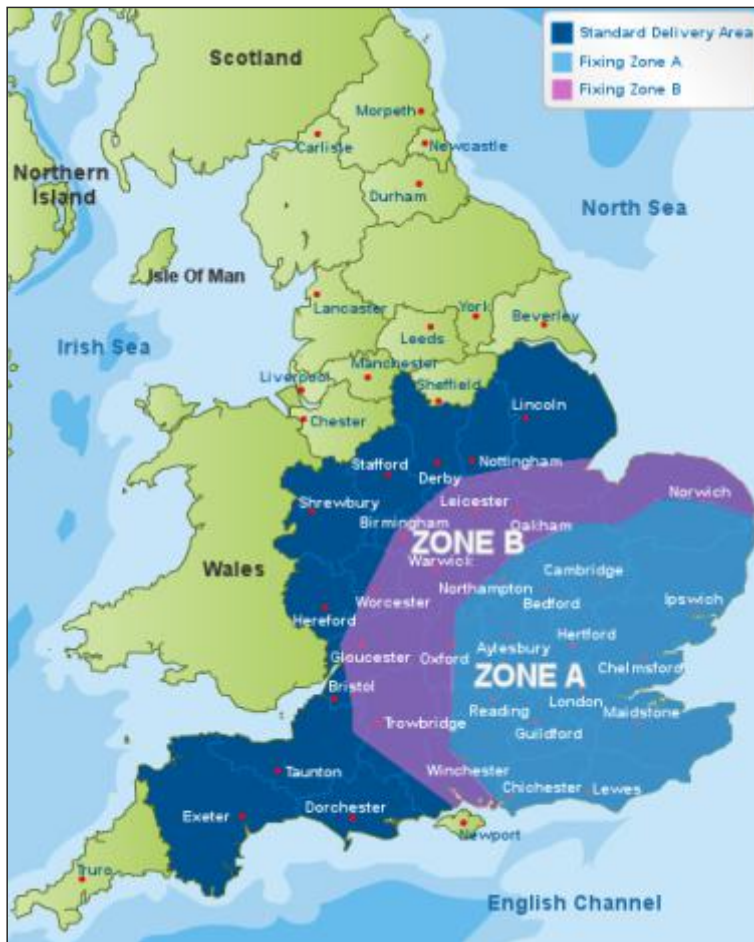 Standard Delivery Area
Fixing Zone A
Fixing Zone B
Scotland
Morpeth
Carlisle
Newcastle
Northern
Island
Durham
North Sea
Isle Of Man
Lancaster
York
Beverley
Leeds
Irish Sea
Manchester
Liverpool
Sheffield
Chester
Lincoln
Stafford
Derby
Nottingham
Norwich
Leicester
Shrewbury
Birmingham
Oakham
ZONE B
Warwick
Wales
Cambridge
Northampton
Bedford
Ipswich
Worcester
Hereford
Hertford
Aylesbury
Gloucester
Oxford
Chelmsford
ZONE A
Bristol
London
Reading
Maidstone
Trowbridge
Guildford
Winchester
Taunton
Chichester
Lewes
Exeter
Dorchester
Newport
Truro
English Channel